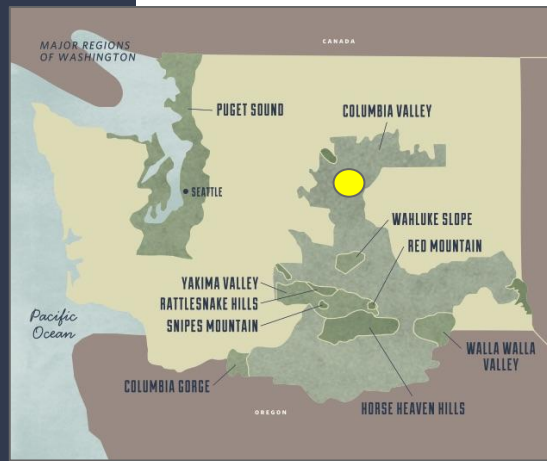 MAJOR REGIONS
OF WASHINGTON
CANADA
PUGET SOUND
COLUMBIA VALLEY
SEATTLE
WAHLUKE SLOPE
RED MOUNTAIN
YAKIMA VALLEY
RATTLESNAKE HILLS
SNIPES MOUNTAIN
Pacific
Ocean
WALLA WALLA
VALLEY
COLUMBIA GORGE
HORSE HEAVEN HILLS
OREGON